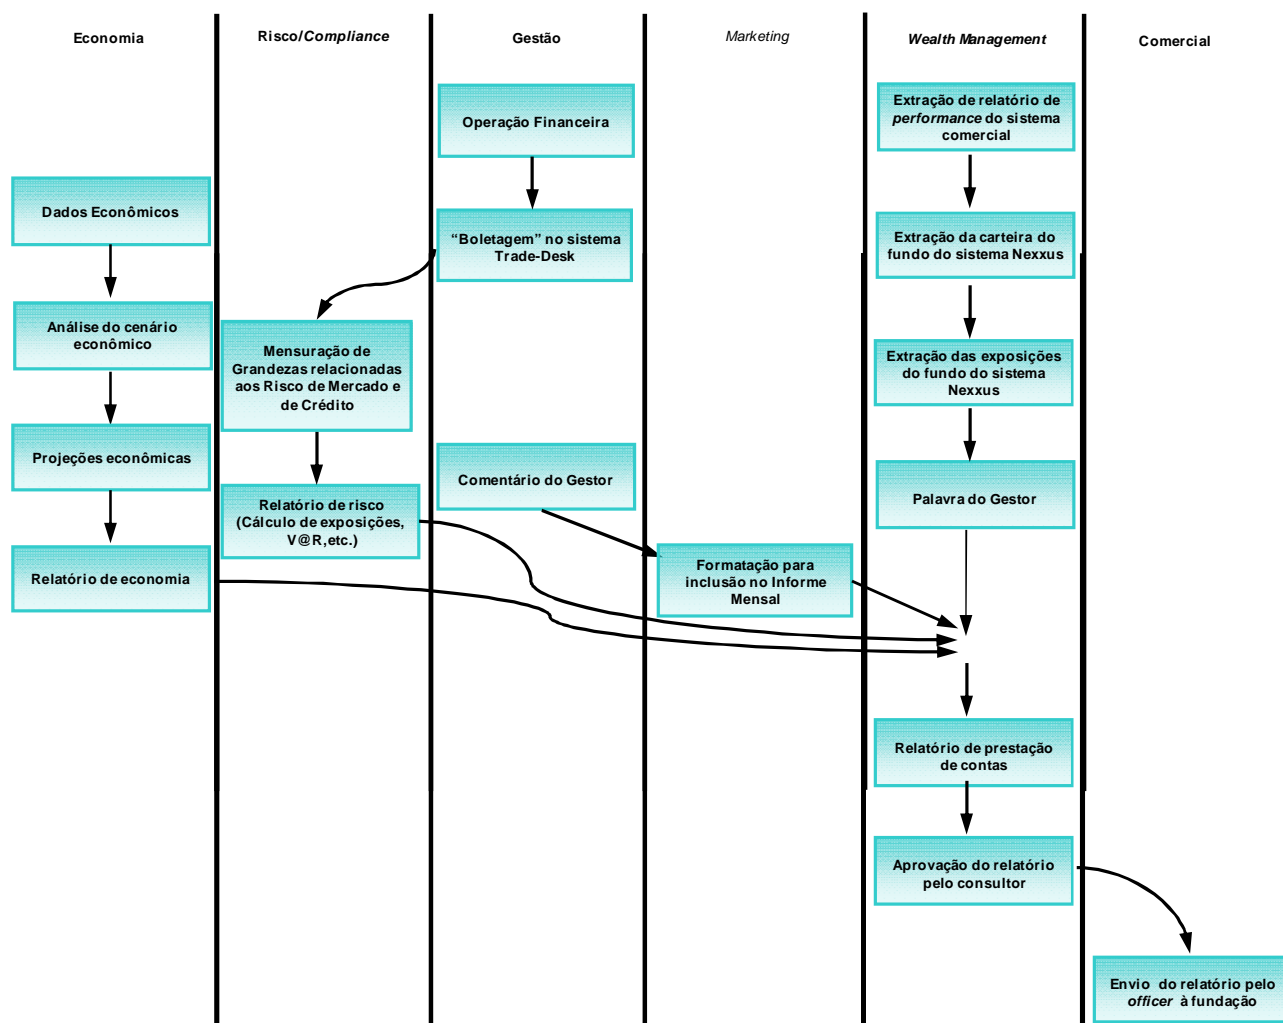 Economia
Risco/Compliance
Gestão
Marketing
Wealth Management
Comercial
Dados Econômicos
Análise do cenário
econômico
Projeções econômicas
Relatório de economia
Mensuração de
Grandezas relacionadas
aos Risco de Mercado e
de Crédito
Relatório de risco
(Cálculo de exposições,
V@R,etc.)
Operação Financeira
“Boletagem” no sistema
Trade-Desk
Comentário do Gestor
Formatação para
inclusão no Informe
Mensal
Extração de relatório de
performance do sistema
comercial
Extração da carteira do
fundo do sistema Nexxus
Extração das exposições
do fundo do sistema
Nexxus
Palavra do Gestor
Relatório de prestação
de contas
Aprovação do relatório
pelo consultor
Envio do relatório pelo
officer à fundação